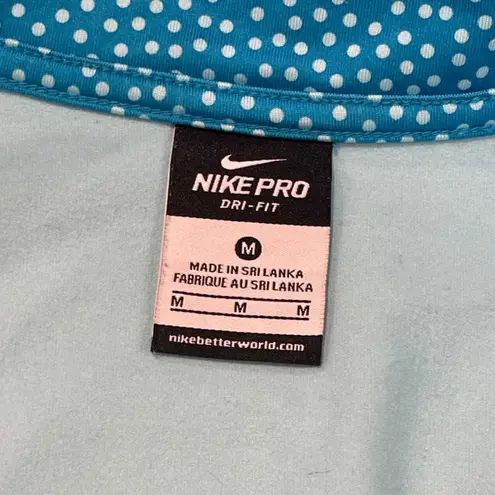 NIKE PRO
DRI-FIT
M
MADE IN SRI LANKA
FABRIQUE AU SRI LANKA
M M M
nikebetterworld.com